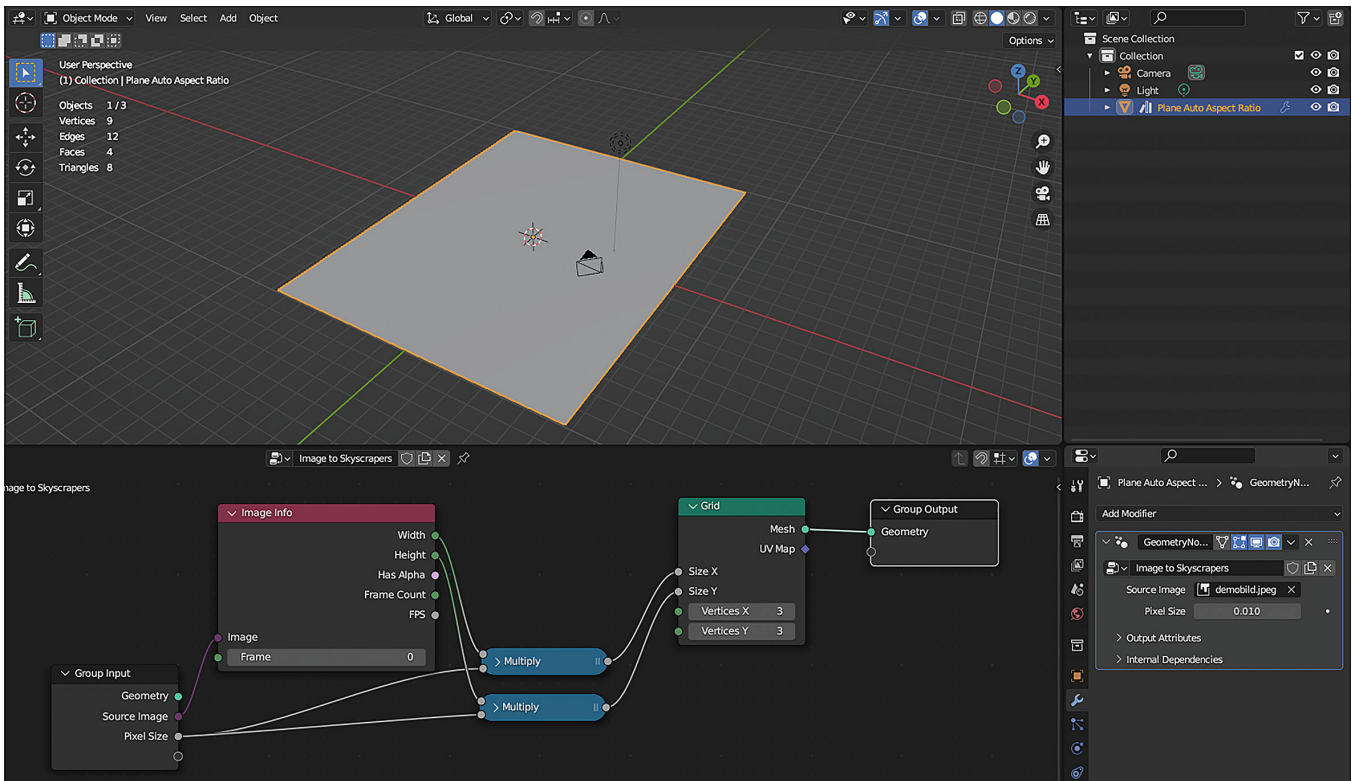 Object Mode View Select Add Object Global
Options
User Perspective
(1) Collection | Plane Auto Aspect Ratio
Objects 1/3
Vertices 9
Edges 12
Faces 4
Triangles 8
Z
Y
X
Scene Collection
Collection
Camera
Light
Plane Auto Aspect Ratio
Image to Skyscrapers
mage to Skyscrapers
Image Info
Width
Height
Has Alpha
Frame Count
FPS
Image
Frame 0
Group Input
Geometry
Source Image
Pixel Size
Multiply
Multiply
Grid
Mesh
UV Map
Size X
Size Y
Vertices X 3
Vertices Y 3
Group Output
Geometry
Plane Auto Aspect ... > GeometryN...
Add Modifier
GeometryNo...
Image to Skyscrapers
Source Image demobild.jpeg
Pixel Size 0.010
Output Attributes
Internal Dependencies